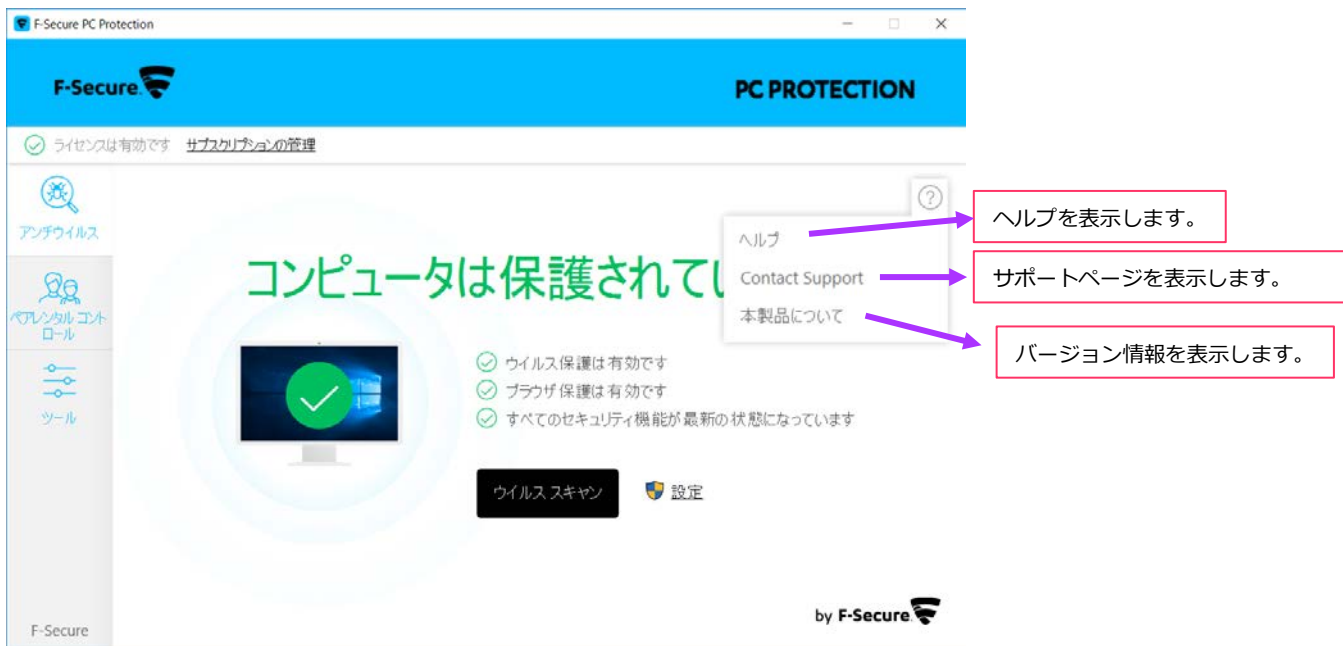 F-Secure PC Protection
F-Secure
PC PROTECTION
ライセンスは有効です サブスクリプションの管理
アンチウイルス
ペアレンタル コント
ロール
ツール
F-Secure
コンピュータは保護されてい
ヘルプ
Contact Support
本製品について
ヘルプを表示します。
サポートページを表示します。
バージョン情報を表示します。
ウイルス保護は有効です
ブラウザ保護は有効です
すべてのセキュリティ機能が最新の状態になっています
ウイルス スキャン
設定
by F-Secure